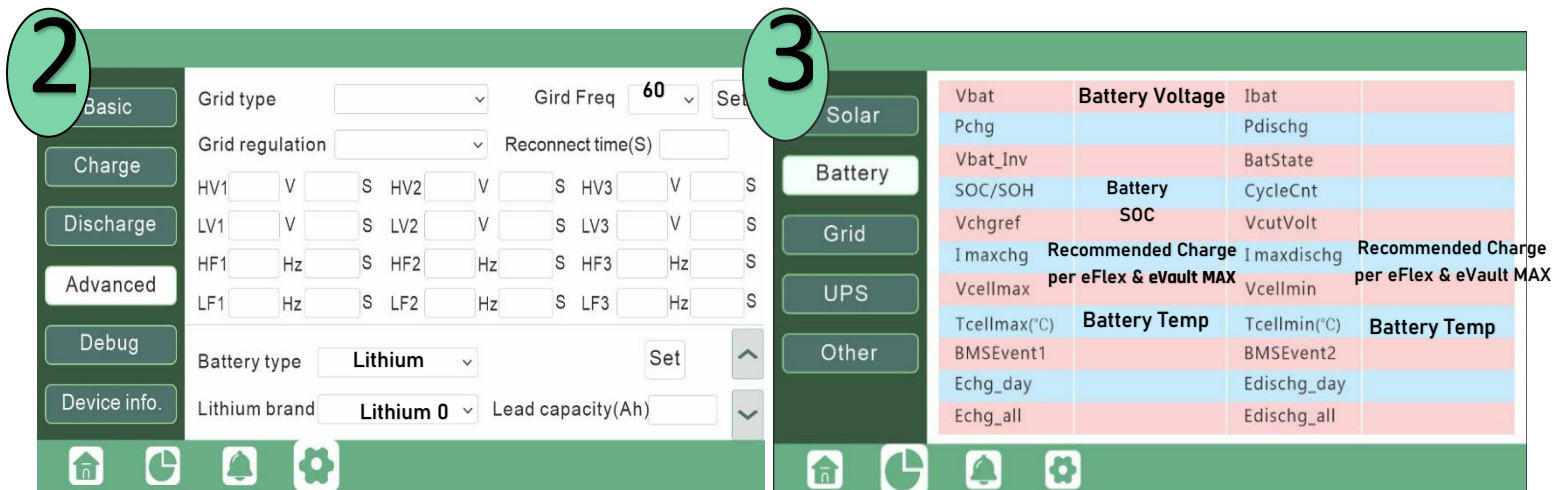 2
Basic
Charge
Discharge
Advanced
Debug
Device info.
Grid type Gird Freq 60 Set
Grid regulation Reconnect time(S)
HV1 V S HV2 V S HV3 V S
LV1 V S LV2 V S LV3 V S
HF1 Hz S HF2 Hz S HF3 Hz S
LF1 Hz S LF2 Hz S LF3 Hz S
Battery type Lithium Set
Lithium brand Lithium 0 Lead capacity(Ah)
3
Solar
Battery
Grid
UPS
Other
Vbat Battery Voltage Ibat
Pchg Pdischg
Vbat_Inv BatState
SOC/SOH Battery CycleCnt
SOC
Vchgref VcutVolt
Imaxchg Recommended Charge Imaxdischg Recommended Charge
per eFlex & eVault MAX per eFlex & eVault MAX
Vcellmax Vcellmin
Tcellmax(°C) Battery Temp Tcellmin(°C) Battery Temp
BMSEvent1 BMSEvent2
Echg_day Edischg_day
Echg_all Edischg_all